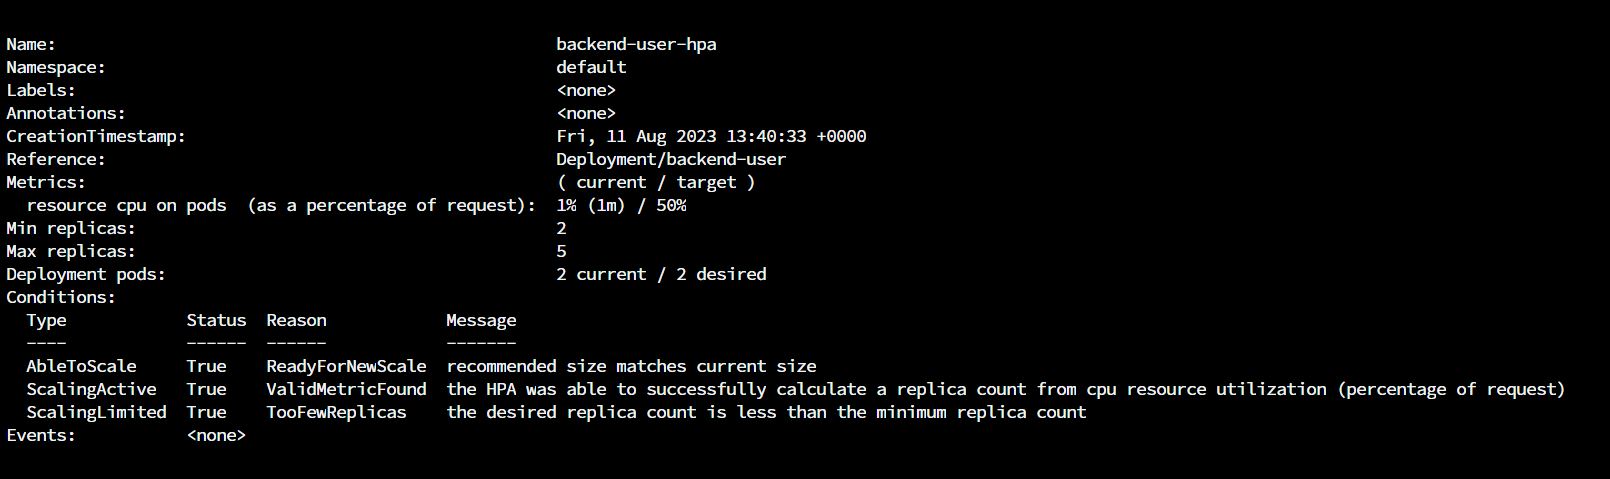 Name: backend-user-hpa
Namespace: default
Labels: <none>
Annotations: <none>
CreationTimestamp: Fri, 11 Aug 2023 13:40:33 +0000
Reference: Deployment/backend-user
Metrics: ( current / target )
resource cpu on pods (as a percentage of request): 1% (1m) / 50%
Min replicas: 2
Max replicas: 5
Deployment pods: 2 current / 2 desired
Conditions:
Type Status Reason Message
---- ------ ------ -------
AbleToScale True ReadyForNewScale recommended size matches current size
ScalingActive True ValidMetricFound the HPA was able to successfully calculate a replica count from cpu resource utilization (percentage of request)
ScalingLimited True TooFewReplicas the desired replica count is less than the minimum replica count
Events: <none>